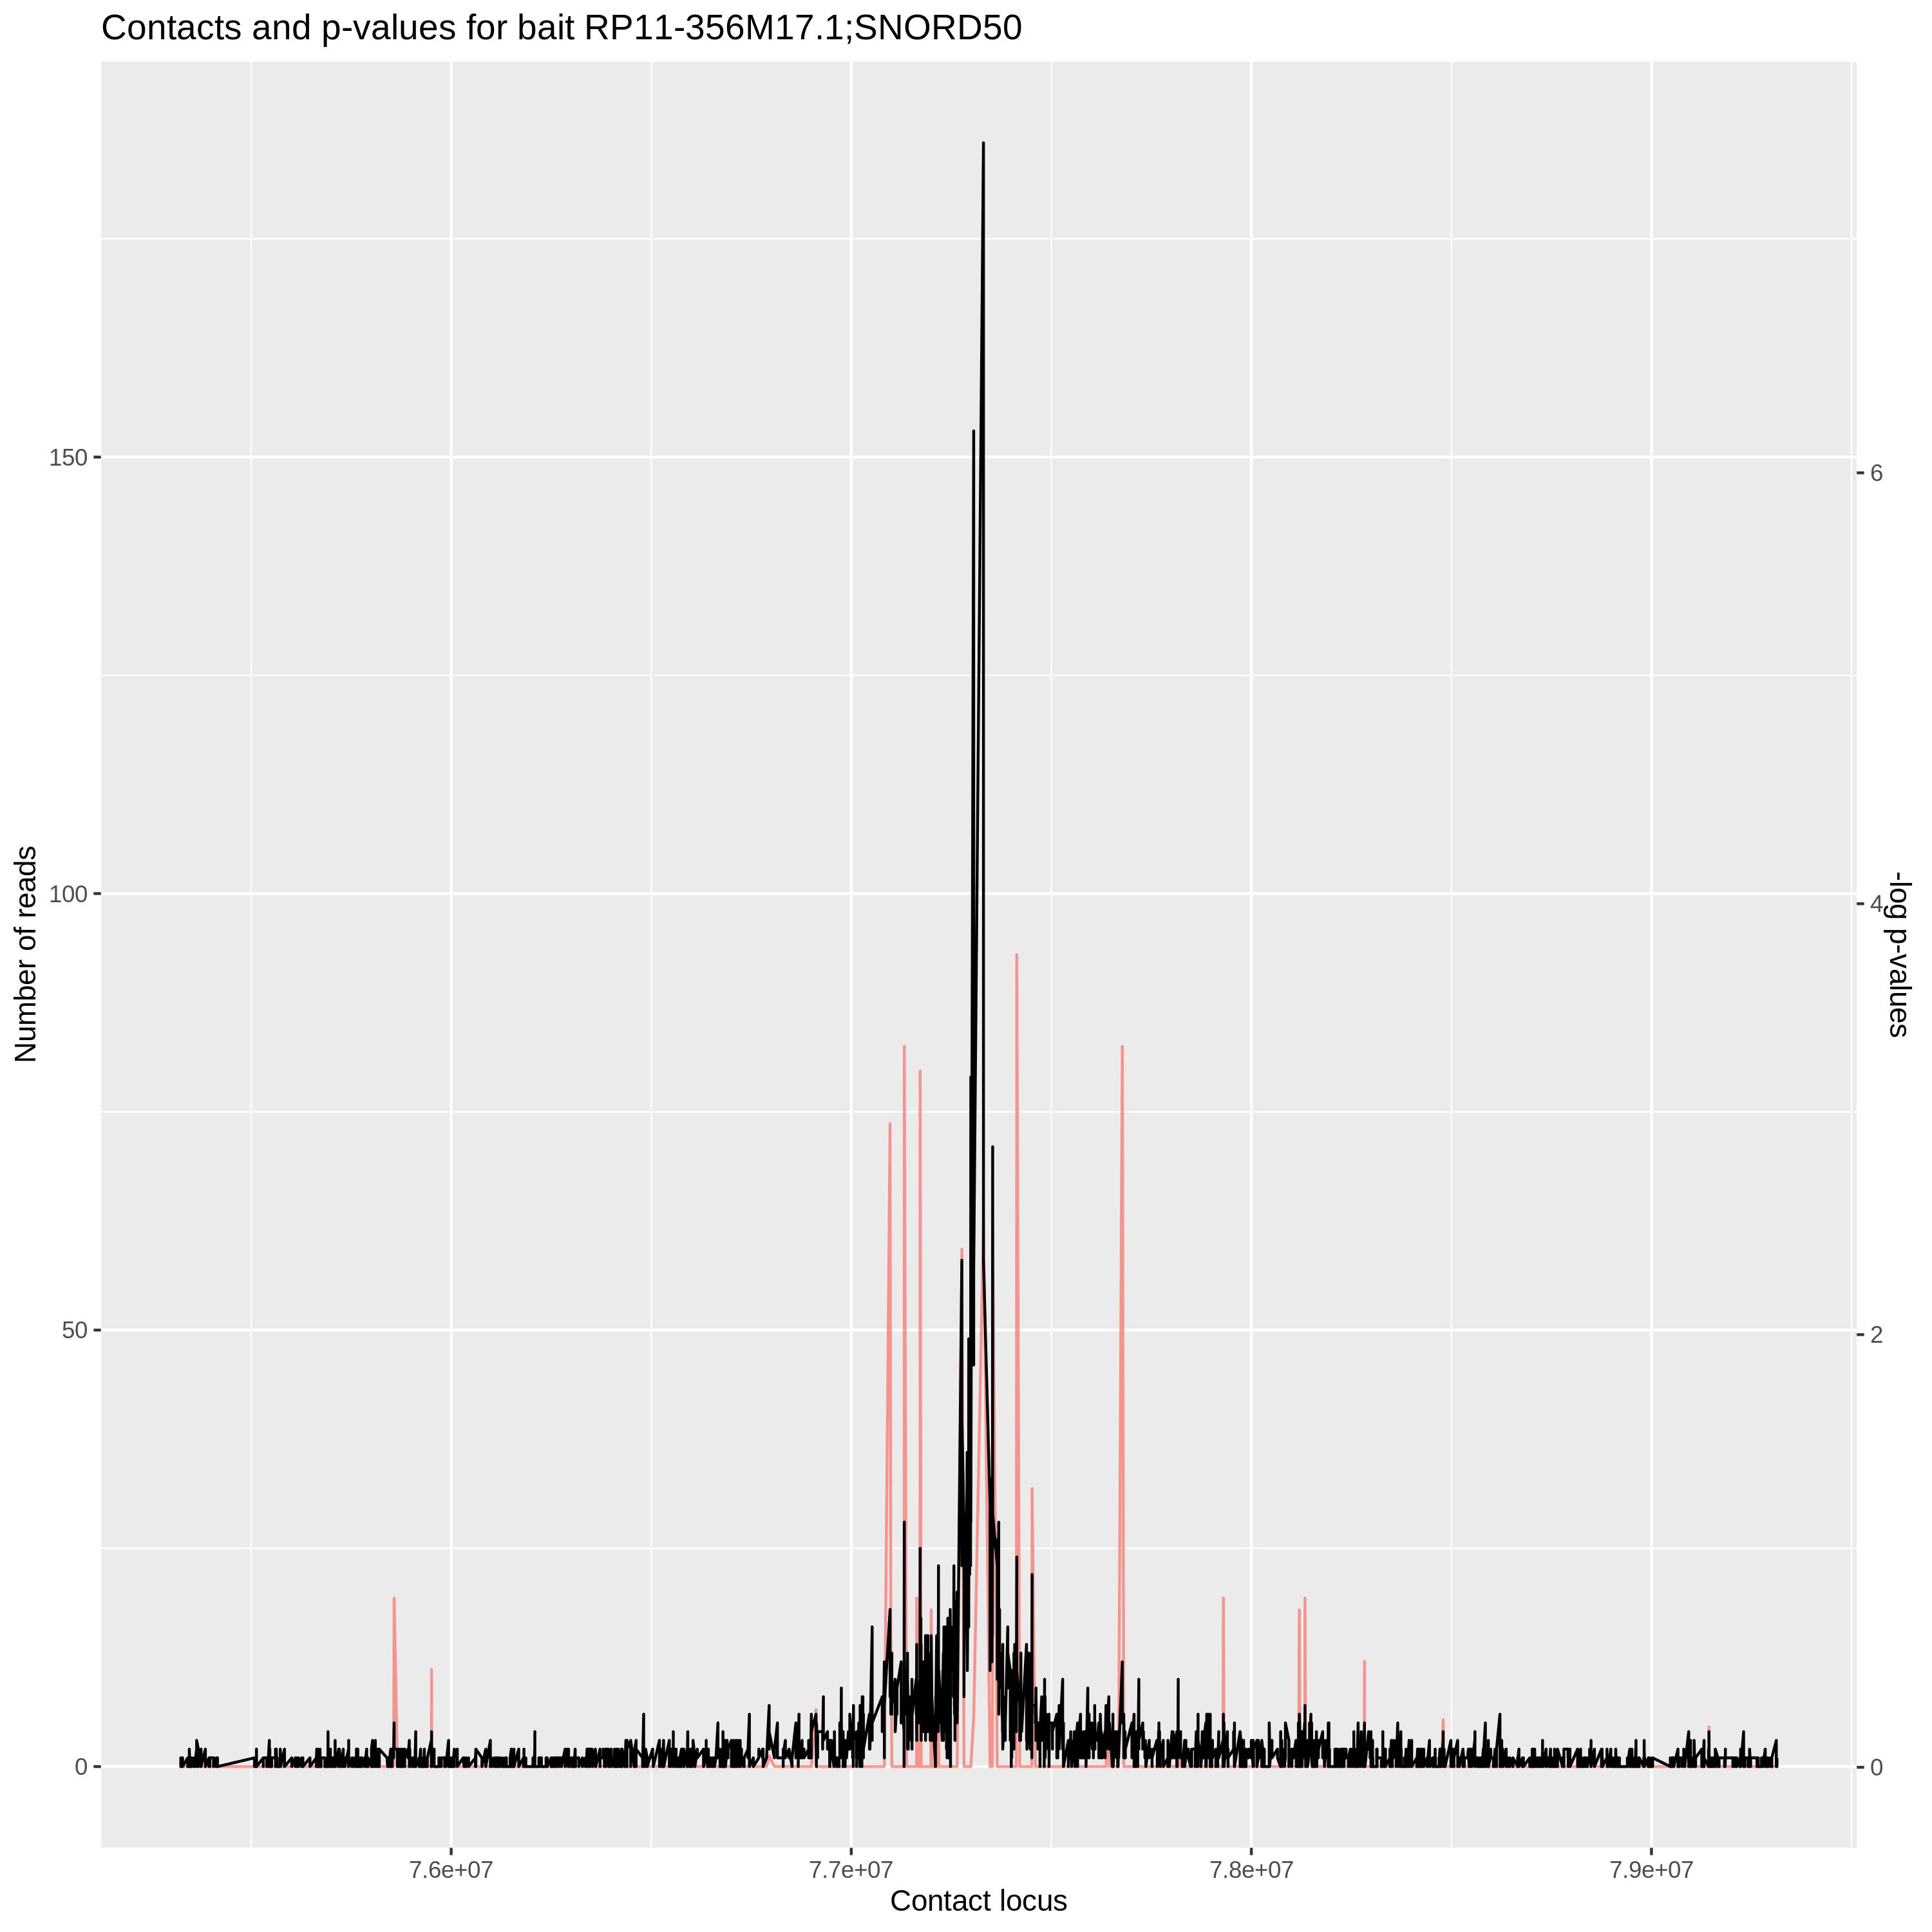 Contacts and p-values for bait RP11-356M17.1;SNORD50
Number of reads
150
100
50
0
6
4
2
0
-log p-values
7.6e+07
7.7e+07
7.8e+07
7.9e+07
Contact locus